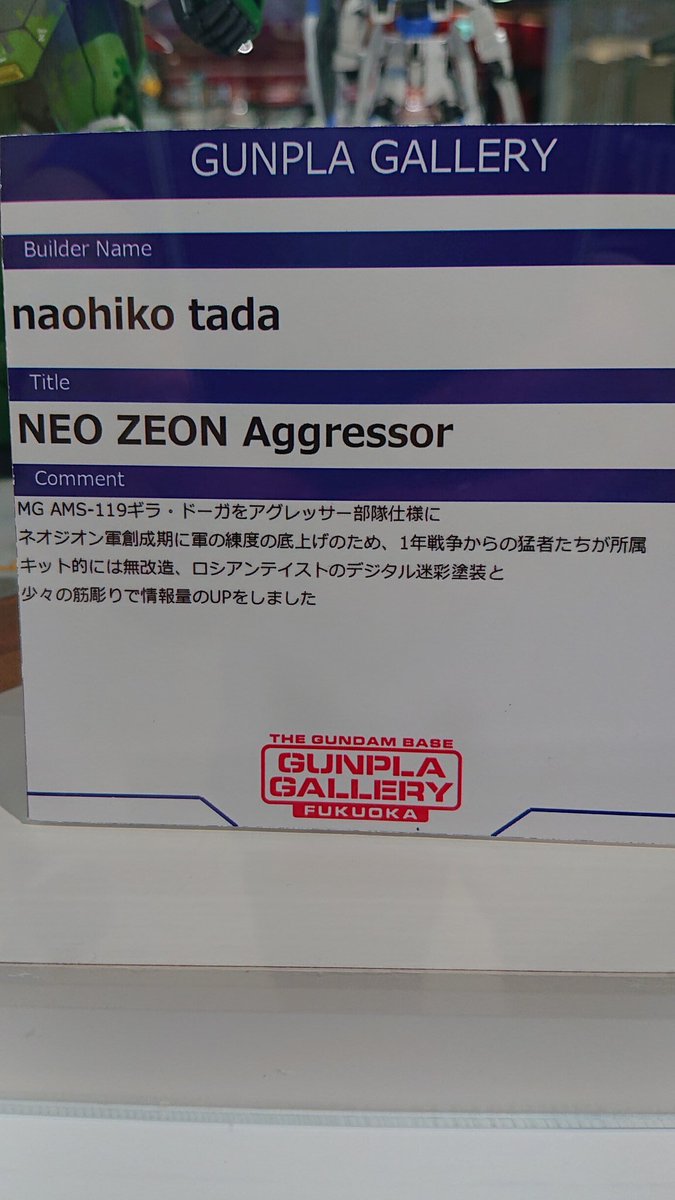 GUNPLA GALLERY
Builder Name
naohiko tada
Title
NEO ZEON Aggressor
Comment
MG AMS-119ギラ・ドーガをアグレッサー部隊仕様に
ネオジオン軍創成期に軍の練度の底上げのため、1年戦争からの猛者たちが所属
キット的には無改造、ロシアンテイストのデジタル迷彩塗装と
少々の筋彫りで情報量のUPをしました
THE GUNDAM BASE
GUNPLA
GALLERY
FUKUOKA